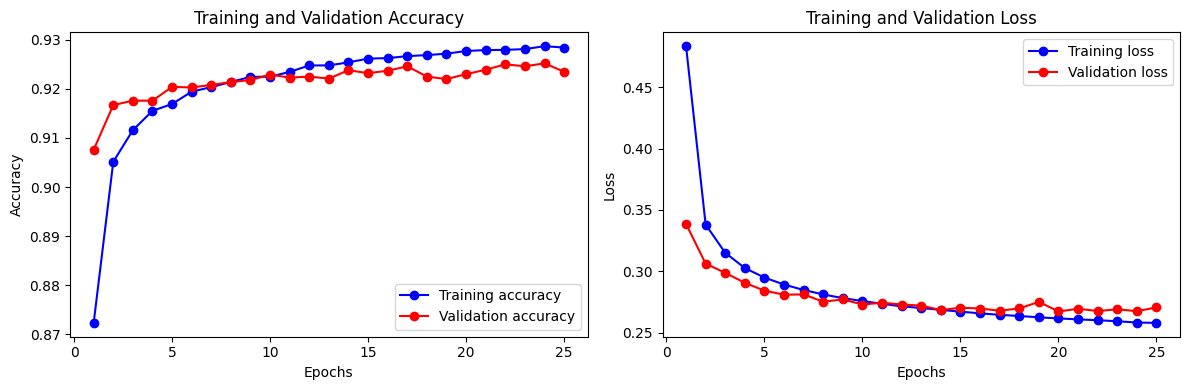 Training and Validation Accuracy
0.93
0.92
0.91
0.90
0.89
0.88
0.87
Accuracy
0
5
10
15
20
25
Epochs
Training accuracy
Validation accuracy
Training and Validation Loss
0.45
0.40
0.35
0.30
0.25
Loss
0
5
10
15
20
25
Epochs
Training loss
Validation loss